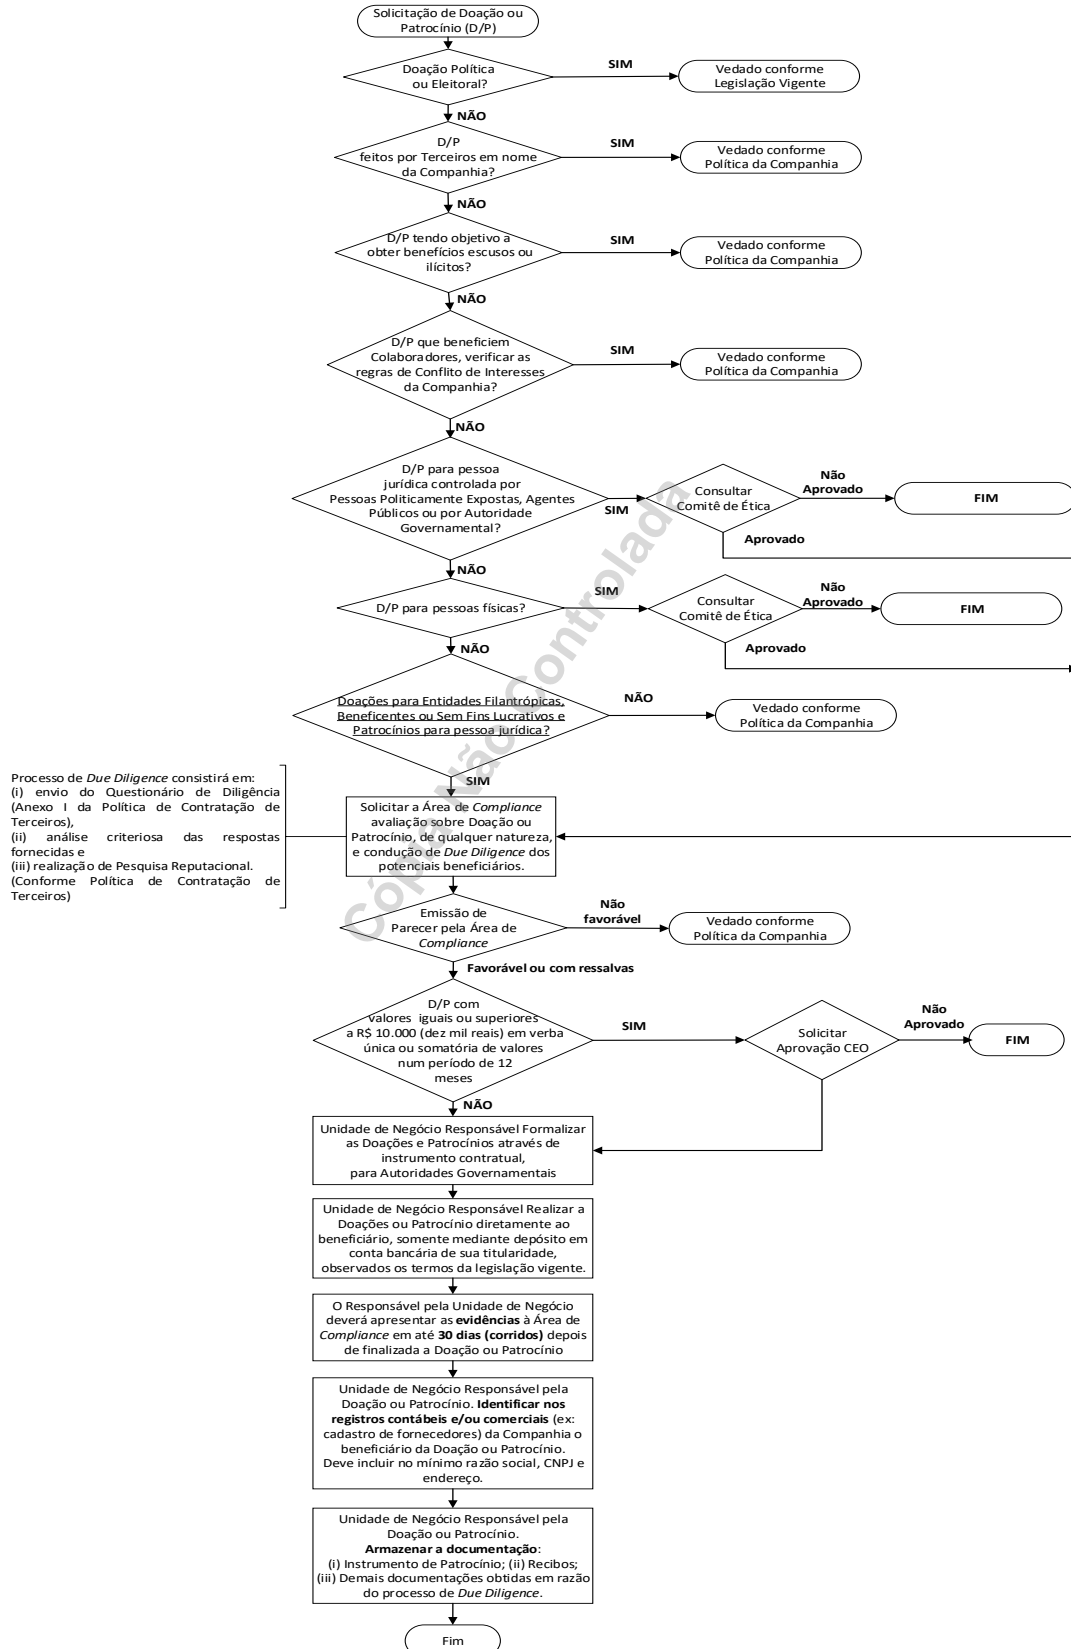 Solicitação de Doação ou
Patrocínio (D/P)
Doação Política
ou Eleitoral?
SIM
Vedado conforme
Legislação Vigente
NÃO
D/P
feitos por Terceiros em nome
da Companhia?
SIM
Vedado conforme
Política da Companhia
NÃO
D/P tendo objetivo a
obter benefícios escusos ou
ilícitos?
SIM
Vedado conforme
Política da Companhia
NÃO
D/P que beneficiem
Colaboradores, verificar as
regras de Conflito de Interesses
da Companhia?
SIM
Vedado conforme
Política da Companhia
NÃO
D/P para pessoa
jurídica controlada por
Pessoas Politicamente Expostas, Agentes
Públicos ou por Autoridade
Governamental?
SIM
Consultar
Comitê de Ética
Não
Aprovado
FIM
Aprovado
NÃO
D/P para pessoas físicas?
SIM
Consultar
Comitê de Ética
Não
Aprovado
FIM
Aprovado
NÃO
Doações para Entidades Filantrópicas,
Beneficentes ou Sem Fins Lucrativos e
Patrocínios para pessoa jurídica?
NÃO
Vedado conforme
Política da Companhia
SIM
Processo de Due Diligence consistirá em:
(i) envio do Questionário de Diligência
(Anexo I da Política de Contratação de
Terceiros),
(ii) análise criteriosa das respostas
fornecidas e
(iii) realização de Pesquisa Reputacional.
(Conforme Política de Contratação de
Terceiros)
Solicitar a Área de Compliance
avaliação sobre Doação ou
Patrocínio, de qualquer natureza,
e condução de Due Diligence dos
potenciais beneficiários.
Emissão de
Parecer pela Área de
Compliance
Não
favorável
Vedado conforme
Política da Companhia
Favorável ou com ressalvas
D/P com
valores iguais ou superiores
a R$ 10.000 (dez mil reais) em verba
única ou somatória de valores
num período de 12
meses
SIM
Solicitar
Aprovação CEO
Não
Aprovado
FIM
NÃO
Unidade de Negócio Responsável Formalizar
as Doações e Patrocínios através de
instrumento contratual,
para Autoridades Governamentais
Unidade de Negócio Responsável Realizar a
Doações ou Patrocínio diretamente ao
beneficiário, somente mediante depósito em
conta bancária de sua titularidade,
observados os termos da legislação vigente.
O Responsável pela Unidade de Negócio
deverá apresentar as evidências à Área de
Compliance em até 30 dias (corridos) depois
de finalizada a Doação ou Patrocínio
Unidade de Negócio Responsável pela
Doação ou Patrocínio. Identificar nos
registros contábeis e/ou comerciais (ex:
cadastro de fornecedores) da Companhia o
beneficiário da Doação ou Patrocínio.
Deve incluir no mínimo razão social, CNPJ e
endereço.
Unidade de Negócio Responsável pela
Doação ou Patrocínio.
Armazenar a documentação:
(i) Instrumento de Patrocínio; (ii) Recibos;
(iii) Demais documentações obtidas em razão
do processo de Due Diligence.
Fim
Cópia Não Controlada